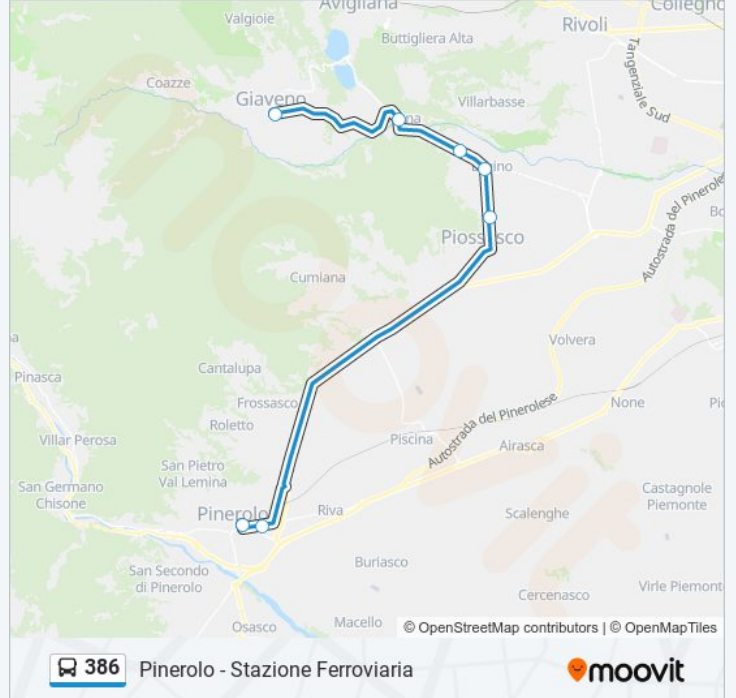 Avigliana
Collegno
Valgioie
Rivoli
Buttigliera Alta
Tangenziale Sud
Coazze
Giaveno
Villarbasse
Autostrada del Pinerolese
Piossasco
Cumiana
Volvera
Pinasca
Cantalupa
Frossasco
None
Roletto
Autostrada del Pinerolese
Villar Perosa
Piscina
Airasca
San Pietro
Val Lemina
San Germano
Chisone
Castagnole
Piemonte
Pinerolo
Riva
Scalenghe
Buriasco
San Secondo
di Pinerolo
Cercenasco
Virle Piemont
Osasco
Macello
© OpenStreetMap contributors | © OpenMapTiles
386 Pinerolo - Stazione Ferroviaria
moovit